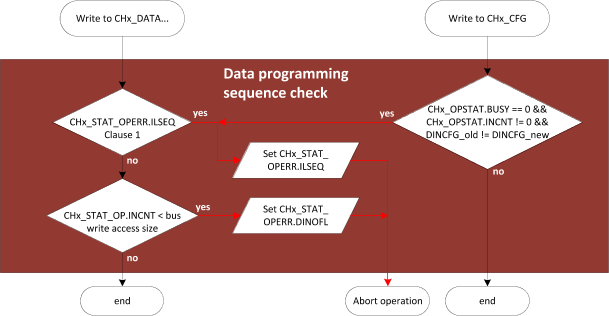 Write to CHx_DATA...
Write to CHx_CFG
Data programming
sequence check
CHx_STAT_OPERR.ILSEQ
Clause 1
yes
no
yes
CHx_OPSTAT.BUSY == 0 &&
CHx_OPSTAT.INCNT != 0 &&
DINCFG_old != DINCFG_new
no
Set CHx_STAT_
OPERR.ILSEQ
CHx_STAT_OP.INCNT < bus
write access size
yes
no
Set CHx_STAT_
OPERR.DINOFL
end
Abort operation
end